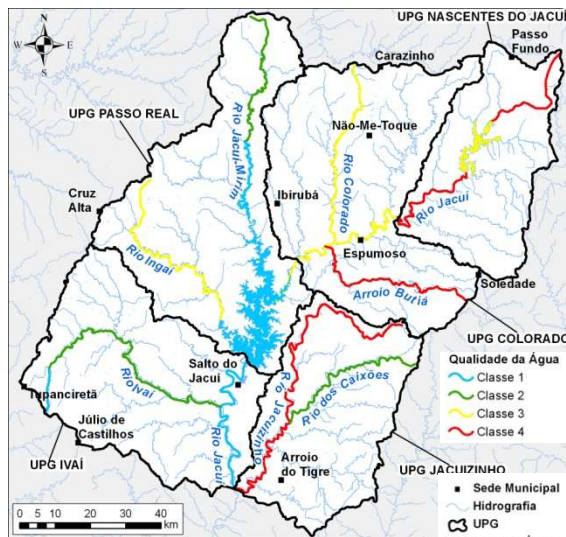 UPG NASCENTES DO JACUÍ
Passo
Fundo
N
W E
S
Carazinho
UPG PASSO REAL
Rio Jacuí-Mirim
Não-Me-Toque
Rio Colorado
Cruz
Alta
Ibirubá
Rio Jacuí
Rio Ingaí
Espumoso
Soledade
Arroio Buriá
UPG COLORADO
Qualidade da Água
Classe 1
Classe 2
Classe 3
Classe 4
Salto do
Jacuí
Tupanciretã
Rio Ivaí
Rio Jacuizinho
Rio dos Caixões
Júlio de
Castilhos
Rio Jacuí
UPG IVAÍ
Arroio
do Tigre
UPG JACUIZINHO
Sede Municipal
Hidrografia
UPG
0 5 10 20 30 40
km